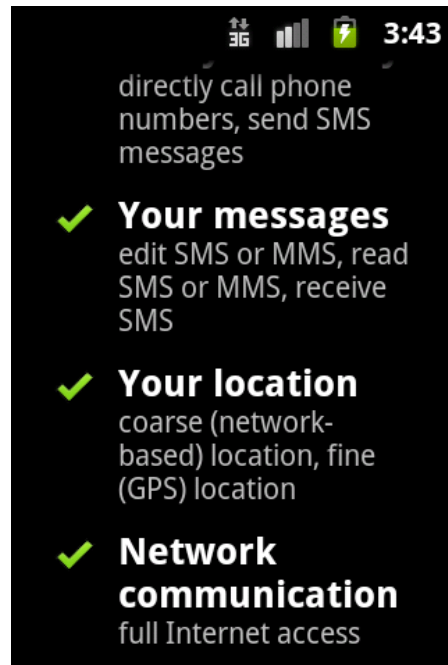 3G 3:43
directly call phone
numbers, send SMS
messages
Your messages
edit SMS or MMS, read
SMS or MMS, receive
SMS
Your location
coarse (network-
based) location, fine
(GPS) location
Network
communication
full Internet access